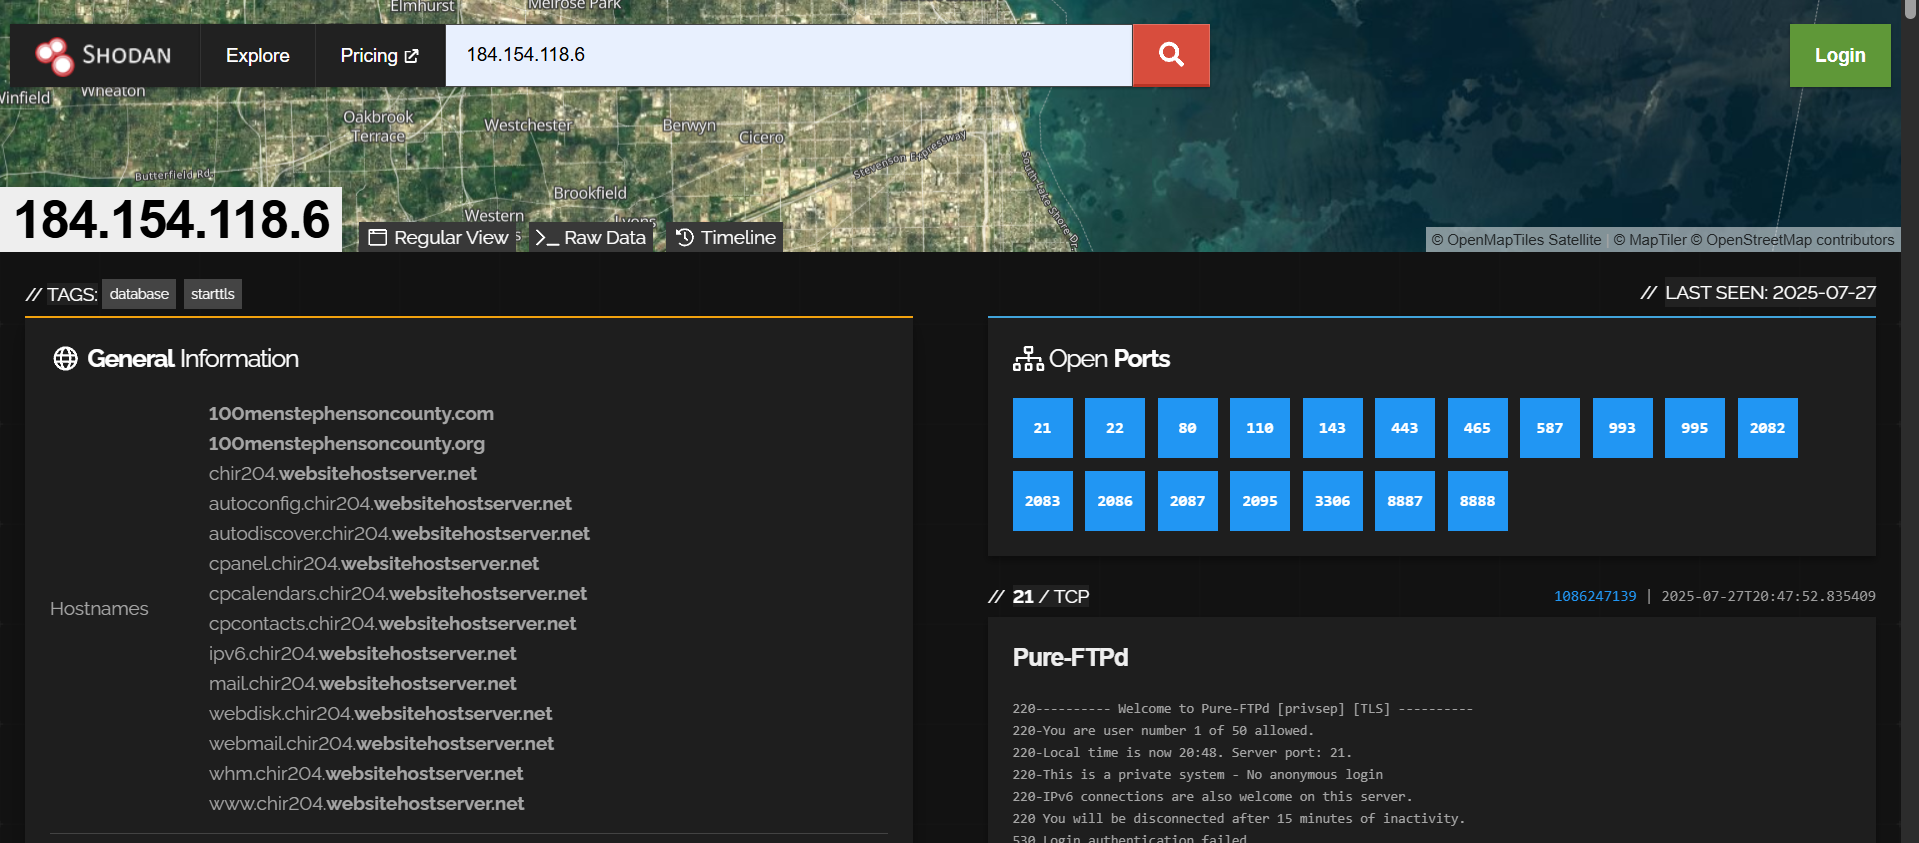 Elmhurst
Melrose Park
SHODAN
Explore
Pricing
184.154.118.6
Login
Winfield
Wheaton
Oakbrook
Terrace
Westchester
Berwyn
Cicero
Stevenson Expressway
Butterfield Rd
Brookfield
South Lake Shore Dr
Western
Lyons
184.154.118.6
Regular View
Raw Data
Timeline
© OpenMapTiles Satellite | © MapTiler © OpenStreetMap contributors
// TAGS: database starttls
// LAST SEEN: 2025-07-27
General Information
Hostnames
100menstephensoncounty.com
100menstephensoncounty.org
chir204.websitehostserver.net
autoconfig.chir204.websitehostserver.net
autodiscover.chir204.websitehostserver.net
cpanel.chir204.websitehostserver.net
cpcalendars.chir204.websitehostserver.net
cpcontacts.chir204.websitehostserver.net
ipv6.chir204.websitehostserver.net
mail.chir204.websitehostserver.net
webdisk.chir204.websitehostserver.net
webmail.chir204.websitehostserver.net
whm.chir204.websitehostserver.net
www.chir204.websitehostserver.net
Open Ports
21 22 80 110 143 443 465 587 993 995 2082
2083 2086 2087 2095 3306 8887 8888
// 21 / TCP
1086247139 | 2025-07-27T20:47:52.835409
Pure-FTPd
220---------- Welcome to Pure-FTPd [privsep] [TLS] ----------
220-You are user number 1 of 50 allowed.
220-Local time is now 20:48. Server port: 21.
220-This is a private system - No anonymous login
220-IPv6 connections are also welcome on this server.
220 You will be disconnected after 15 minutes of inactivity.
530 Login authentication failed